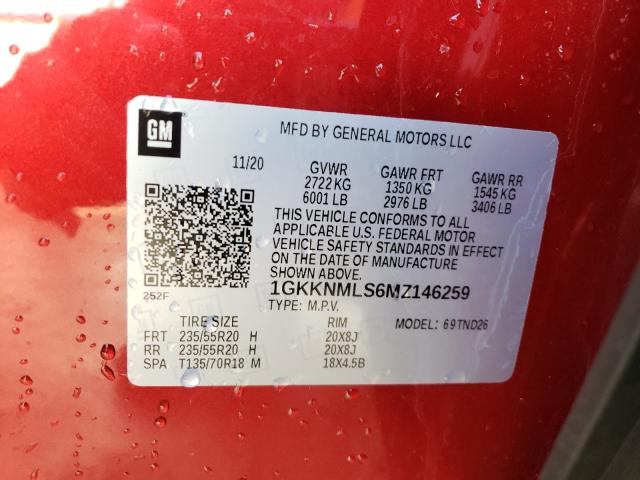 GM
MFD BY GENERAL MOTORS LLC
11/20 GVWR GAWR FRT GAWR RR
2722 KG 1350 KG 1545 KG
6001 LB 2976 LB 3406 LB
THIS VEHICLE CONFORMS TO ALL
APPLICABLE U.S. FEDERAL MOTOR
VEHICLE SAFETY STANDARDS IN EFFECT
ON THE DATE OF MANUFACTURE
SHOWN ABOVE.
252F 1GKKNMLS6MZ146259
TYPE: M.P.V.
TIRE SIZE RIM MODEL: 69TND26
FRT 235/55R20 H 20X8J
RR 235/55R20 H 20X8J
SPA T135/70R18 M 18X4.5B